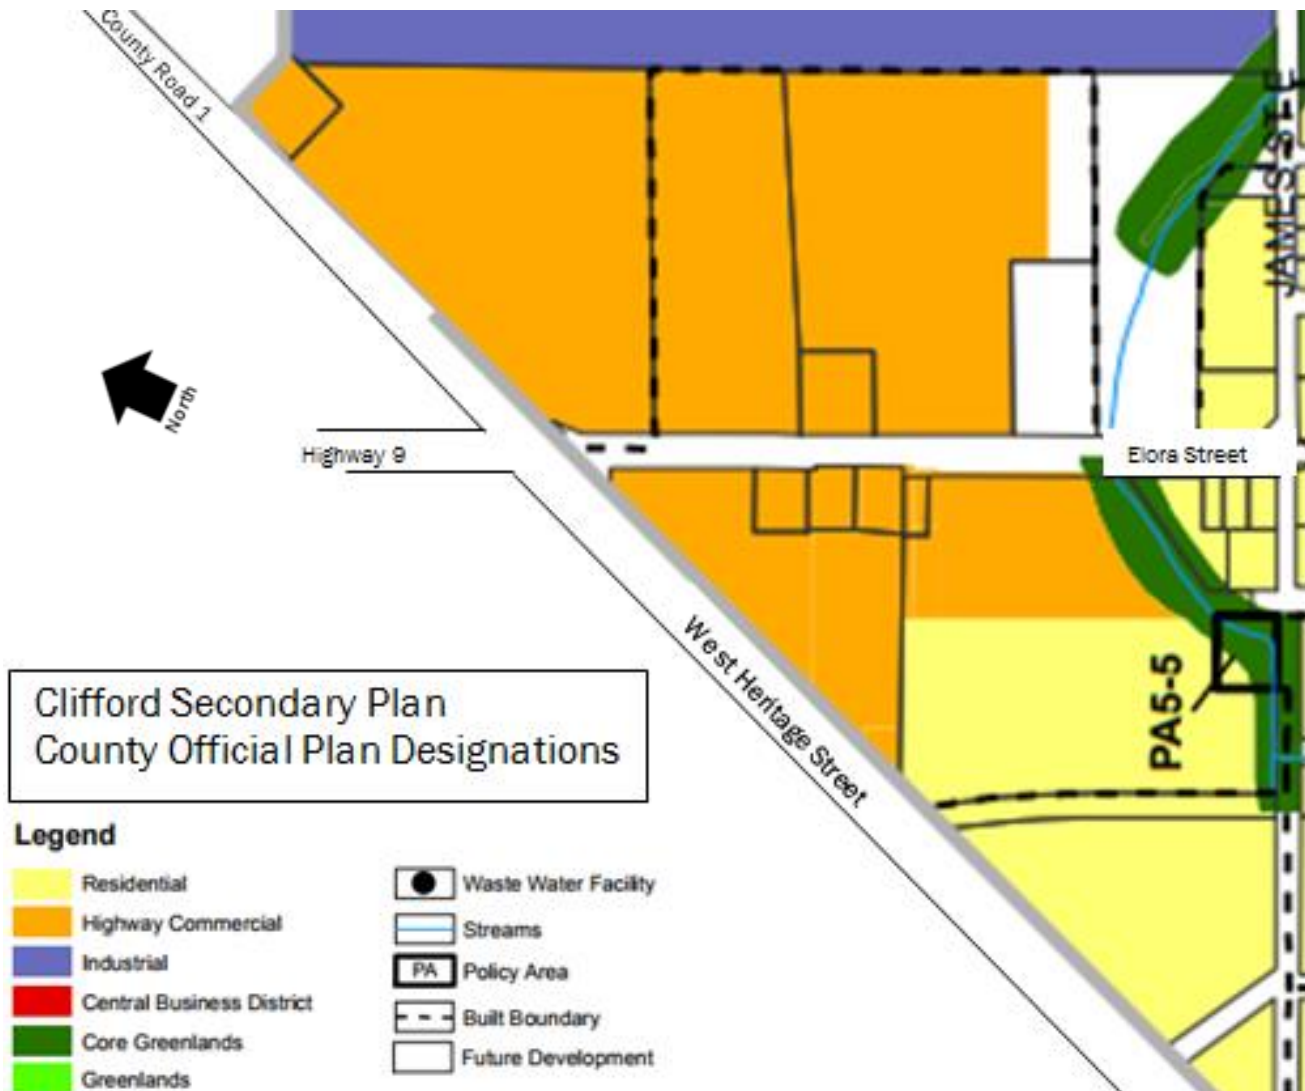 County Road 1
JAMES ST E
North
Highway 9
Elora Street
West Heritage Street
PA5-5
Clifford Secondary Plan
County Official Plan Designations
Legend
Residential
Highway Commercial
Industrial
Central Business District
Core Greenlands
Greenlands
Waste Water Facility
Streams
PA Policy Area
Built Boundary
Future Development